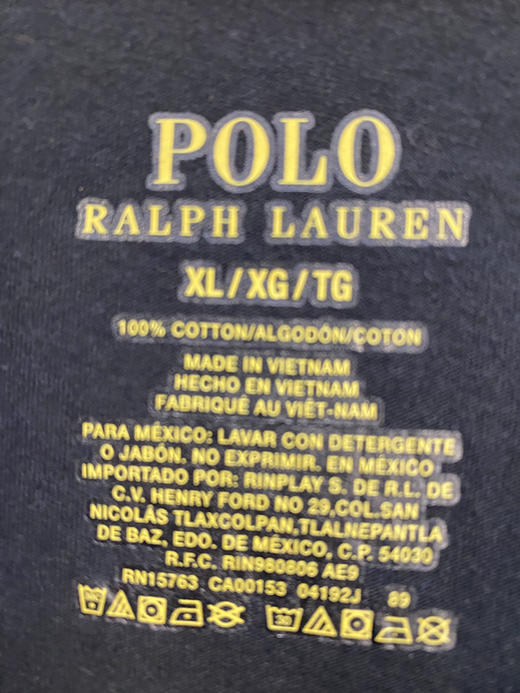 POLO
RALPH LAUREN
XL/XG/TG
100% COTTON/ALGODÓN/COTON
MADE IN VIETNAM
HECHO EN VIETNAM
FABRIQUÉ AU VIÊT-NAM
PARA MÉXICO: LAVAR CON DETERGENTE
O JABÓN. NO EXPRIMIR. EN MÉXICO
IMPORTADO POR: RINPLAY S. DE R.L. DE
C.V. HENRY FORD NO 29,COL.SAN
NICOLÁS TLAXCOLPAN,TLALNEPANTLA
DE BAZ, EDO. DE MÉXICO, C.P. 54030
R.F.C. RIN980806 AE9
RN15763 CA00153 04192J 89
30